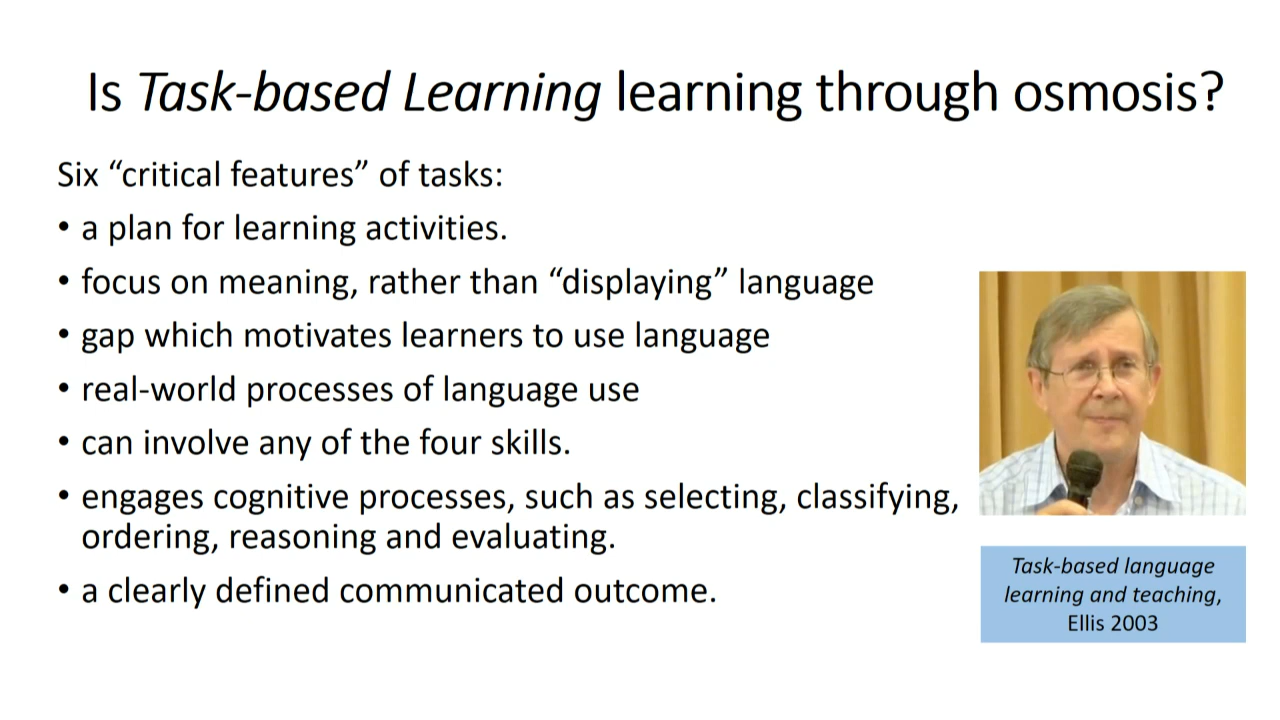 Is Task-based Learning learning through osmosis?
Six “critical features” of tasks:
• a plan for learning activities.
• focus on meaning, rather than “displaying” language
• gap which motivates learners to use language
• real-world processes of language use
• can involve any of the four skills.
• engages cognitive processes, such as selecting, classifying,
ordering, reasoning and evaluating.
• a clearly defined communicated outcome.
Task-based language
learning and teaching,
Ellis 2003